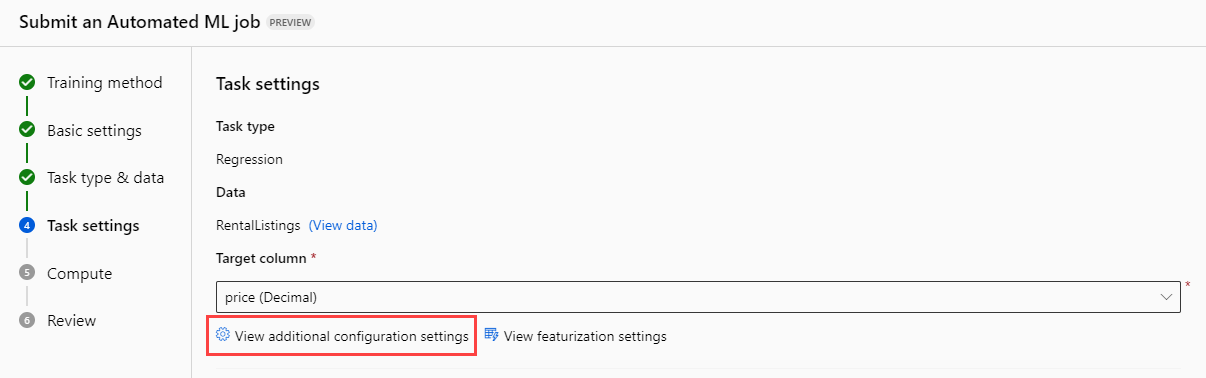 Submit an Automated ML job PREVIEW
Training method
Basic settings
Task type & data
4 Task settings
5 Compute
6 Review
Task settings
Task type
Regression
Data
RentalListings (View data)
Target column *
price (Decimal) *
View additional configuration settings View featurization settings